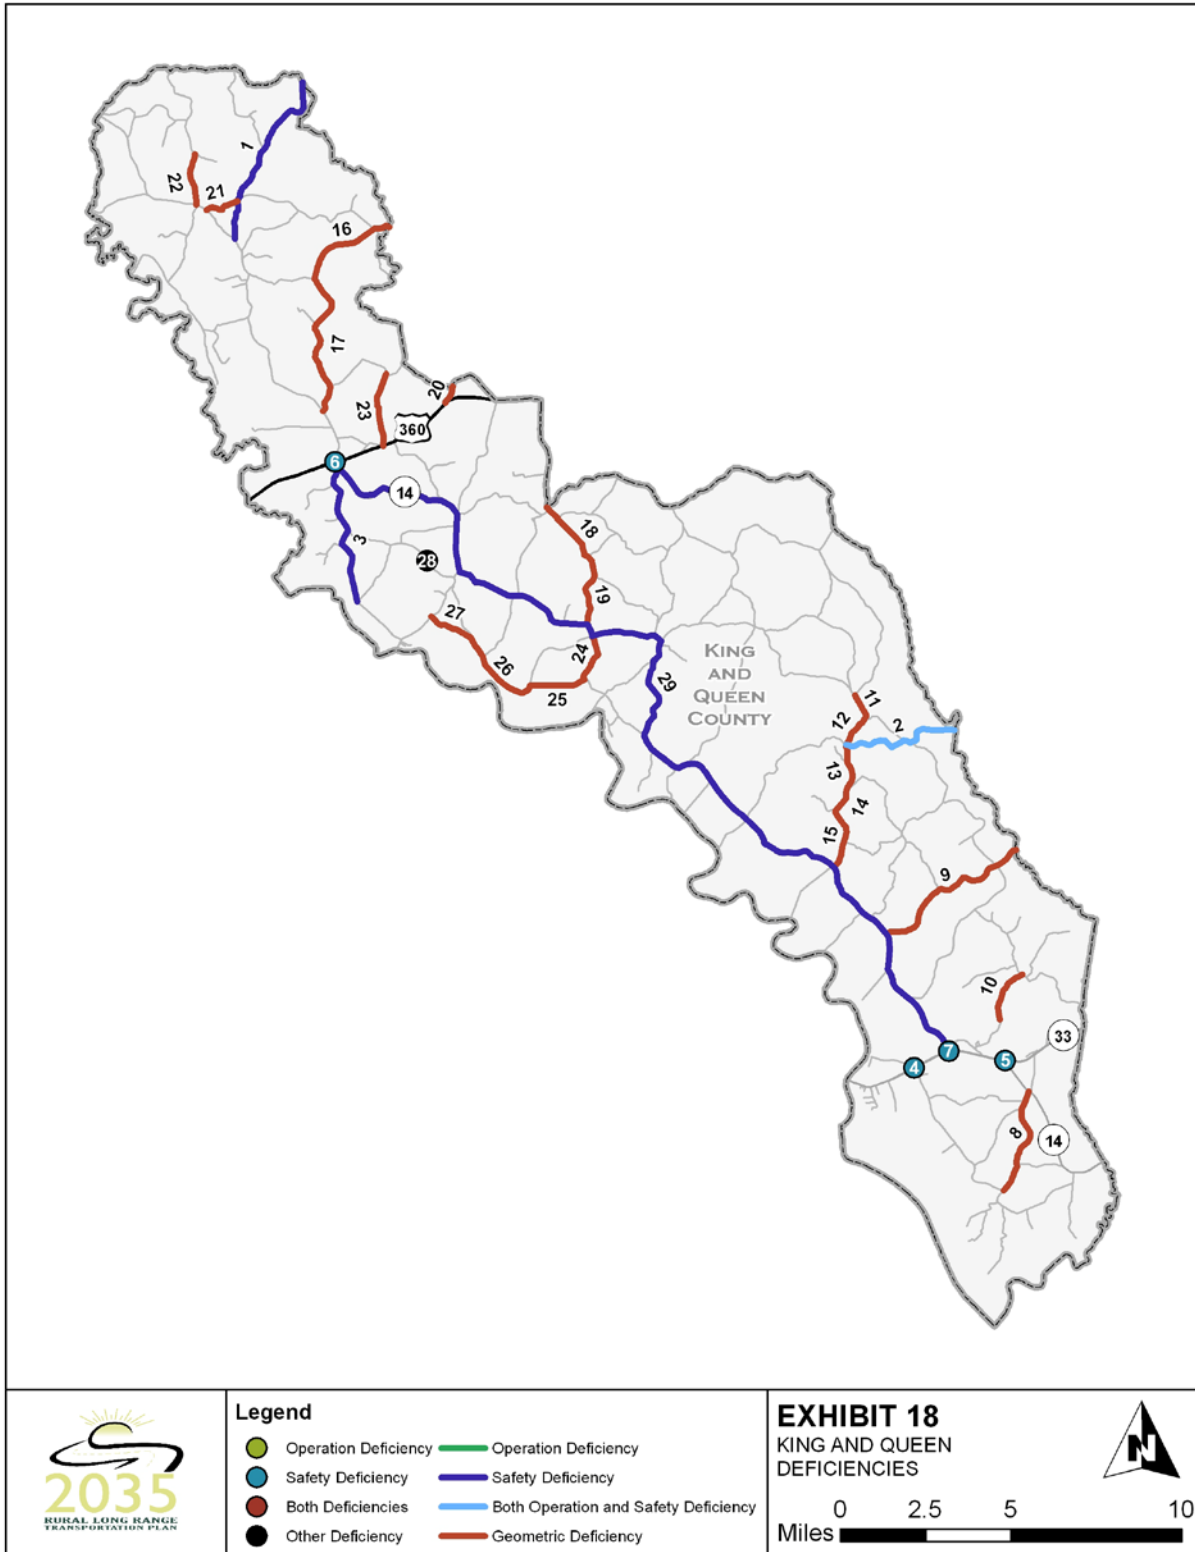 1
22
21
16
17
20
23
360
6
14
3
18
28
19
27
24
KING
AND
QUEEN
COUNTY
26
29
25
11
12
2
13
14
15
9
10
33
7
5
4
8
14
Legend
Operation Deficiency
Operation Deficiency
Safety Deficiency
Safety Deficiency
Both Deficiencies
Both Operation and Safety Deficiency
Other Deficiency
Geometric Deficiency
2035
RURAL LONG RANGE
TRANSPORTATION PLAN
EXHIBIT 18
KING AND QUEEN
DEFICIENCIES
N
0 2.5 5 10
Miles